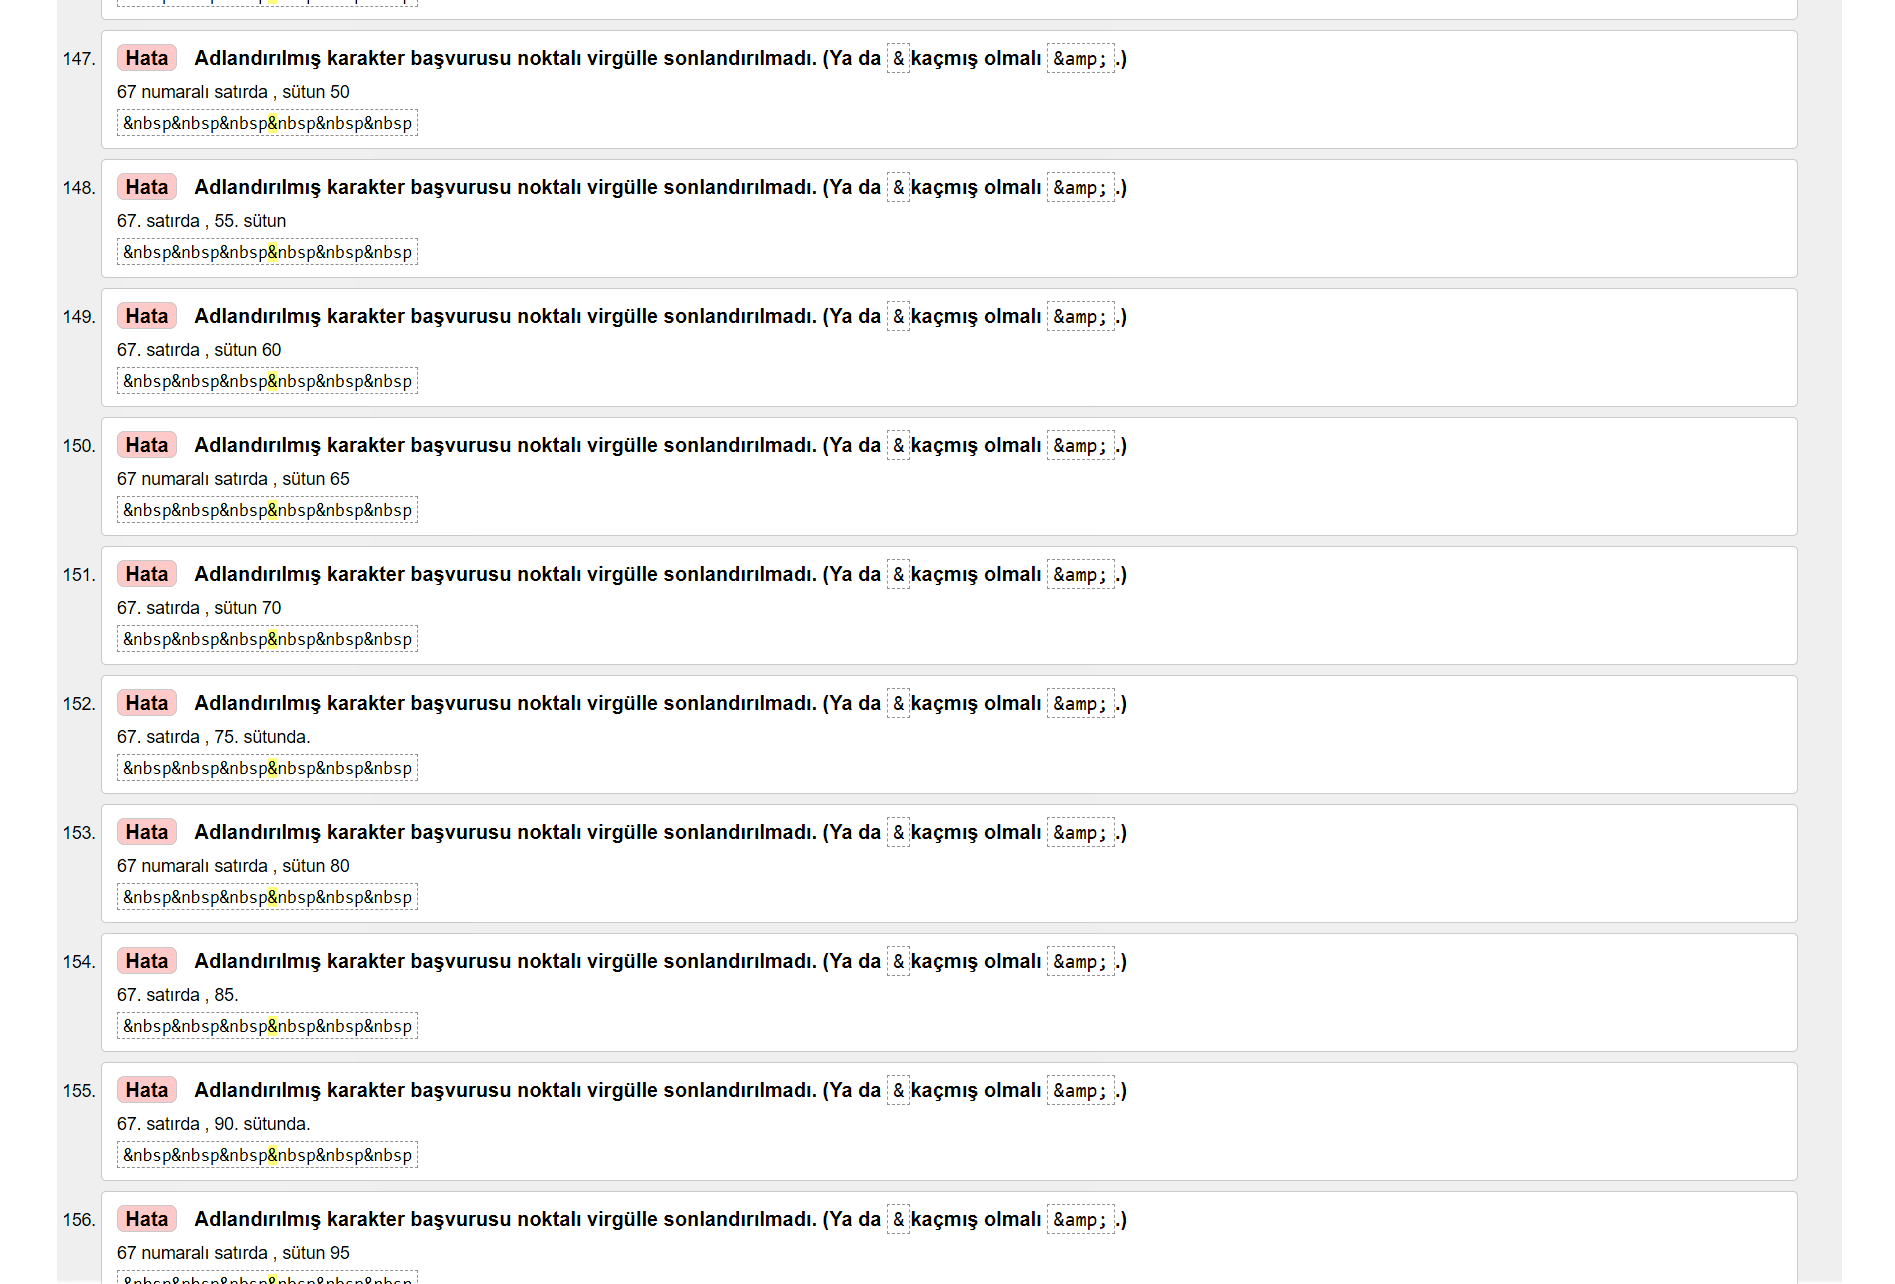 147. Hata Adlandırılmış karakter başvurusu noktalı virgülle sonlandırılmadı. (Ya da & kaçmış olmalı &amp; .)
67 numaralı satırda , sütun 50
&nbsp&nbsp&nbsp&nbsp&nbsp&nbsp
148. Hata Adlandırılmış karakter başvurusu noktalı virgülle sonlandırılmadı. (Ya da & kaçmış olmalı &amp; .)
67. satırda , 55. sütun
&nbsp&nbsp&nbsp&nbsp&nbsp&nbsp
149. Hata Adlandırılmış karakter başvurusu noktalı virgülle sonlandırılmadı. (Ya da & kaçmış olmalı &amp; .)
67. satırda , sütun 60
&nbsp&nbsp&nbsp&nbsp&nbsp&nbsp
150. Hata Adlandırılmış karakter başvurusu noktalı virgülle sonlandırılmadı. (Ya da & kaçmış olmalı &amp; .)
67 numaralı satırda , sütun 65
&nbsp&nbsp&nbsp&nbsp&nbsp&nbsp
151. Hata Adlandırılmış karakter başvurusu noktalı virgülle sonlandırılmadı. (Ya da & kaçmış olmalı &amp; .)
67. satırda , sütun 70
&nbsp&nbsp&nbsp&nbsp&nbsp&nbsp
152. Hata Adlandırılmış karakter başvurusu noktalı virgülle sonlandırılmadı. (Ya da & kaçmış olmalı &amp; .)
67. satırda , 75. sütunda.
&nbsp&nbsp&nbsp&nbsp&nbsp&nbsp
153. Hata Adlandırılmış karakter başvurusu noktalı virgülle sonlandırılmadı. (Ya da & kaçmış olmalı &amp; .)
67 numaralı satırda , sütun 80
&nbsp&nbsp&nbsp&nbsp&nbsp&nbsp
154. Hata Adlandırılmış karakter başvurusu noktalı virgülle sonlandırılmadı. (Ya da & kaçmış olmalı &amp; .)
67. satırda , 85.
&nbsp&nbsp&nbsp&nbsp&nbsp&nbsp
155. Hata Adlandırılmış karakter başvurusu noktalı virgülle sonlandırılmadı. (Ya da & kaçmış olmalı &amp; .)
67. satırda , 90. sütunda.
&nbsp&nbsp&nbsp&nbsp&nbsp&nbsp
156. Hata Adlandırılmış karakter başvurusu noktalı virgülle sonlandırılmadı. (Ya da & kaçmış olmalı &amp; .)
67 numaralı satırda , sütun 95
&nbsp&nbsp&nbsp&nbsp&nbsp&nbsp